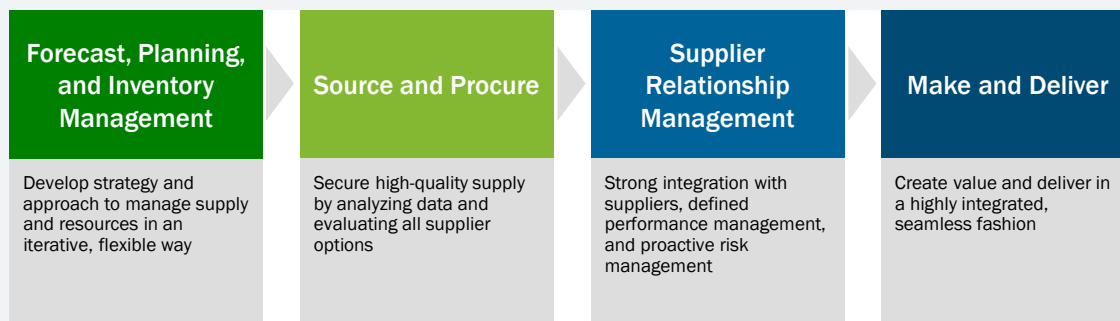 Forecast, Planning,
and Inventory
Management
Develop strategy and
approach to manage supply
and resources in an
iterative, flexible way
Source and Procure
Secure high-quality supply
by analyzing data and
evaluating all supplier
options
Supplier
Relationship
Management
Strong integration with
suppliers, defined
performance management,
and proactive risk
management
Make and Deliver
Create value and deliver in
a highly integrated,
seamless fashion